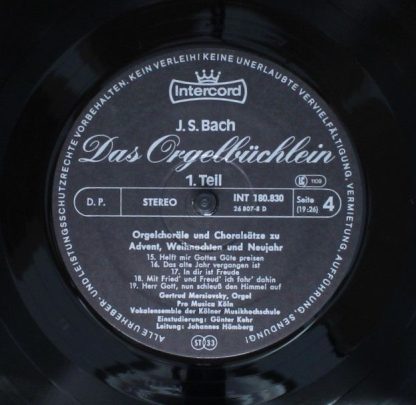 ALLE URHEBER- UND LEISTUNGSSCHUTZRECHTE VORBEHALTEN. KEIN VERLEIH! KEINE UNERLAUBTE VERVIELFÄLTIGUNG, VERMIETUNG, AUFFÜHRUNG, SENDUNG!
Intercord
J.S. Bach
Das Orgelbüchlein
1. Teil
D.P. STEREO INT 180.830 Seite 4
26 807-8 D (19:26)
Orgelchoräle und Choralsätze zu
Advent, Weihnachten und Neujahr
15. Helft mir Gottes Güte preisen
16. Das alte Jahr vergangen ist
17. In dir ist Freude
18. Mit Fried' und Freud' ich fahr' dahin
19. Herr Gott, nun schleuß den Himmel auf
Gertrud Mersiovsky, Orgel
Pro Musica Köln
Vokalensemble der Kölner Musikhochschule
Einstudierung: Günter Kehr
Leitung: Johannes Hömberg
ST 33